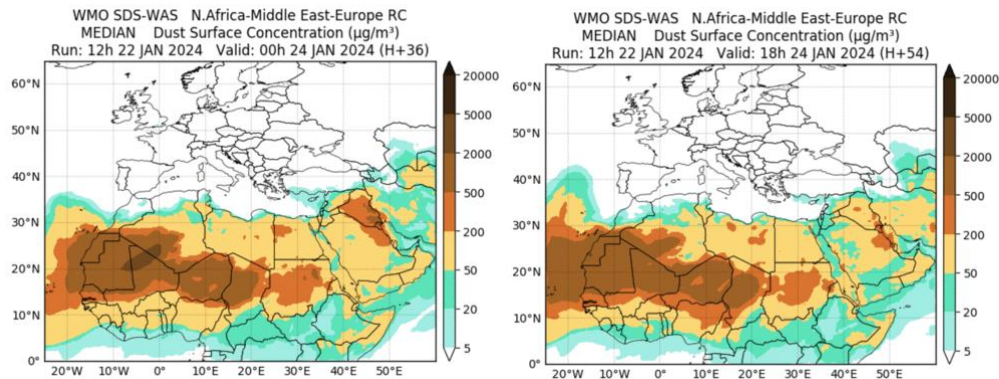 WMO SDS-WAS N.Africa-Middle East-Europe RC
MEDIAN Dust Surface Concentration (µg/m³)
Run: 12h 22 JAN 2024 Valid: 00h 24 JAN 2024 (H+36)
60°N
50°N
40°N
30°N
20°N
10°N
0°
20°W 10°W 0° 10°E 20°E 30°E 40°E 50°E
20000
5000
2000
500
200
50
20
5
WMO SDS-WAS N.Africa-Middle East-Europe RC
MEDIAN Dust Surface Concentration (µg/m³)
Run: 12h 22 JAN 2024 Valid: 18h 24 JAN 2024 (H+54)
60°N
50°N
40°N
30°N
20°N
10°N
0°
20°W 10°W 0° 10°E 20°E 30°E 40°E 50°E
20000
5000
2000
500
200
50
20
5